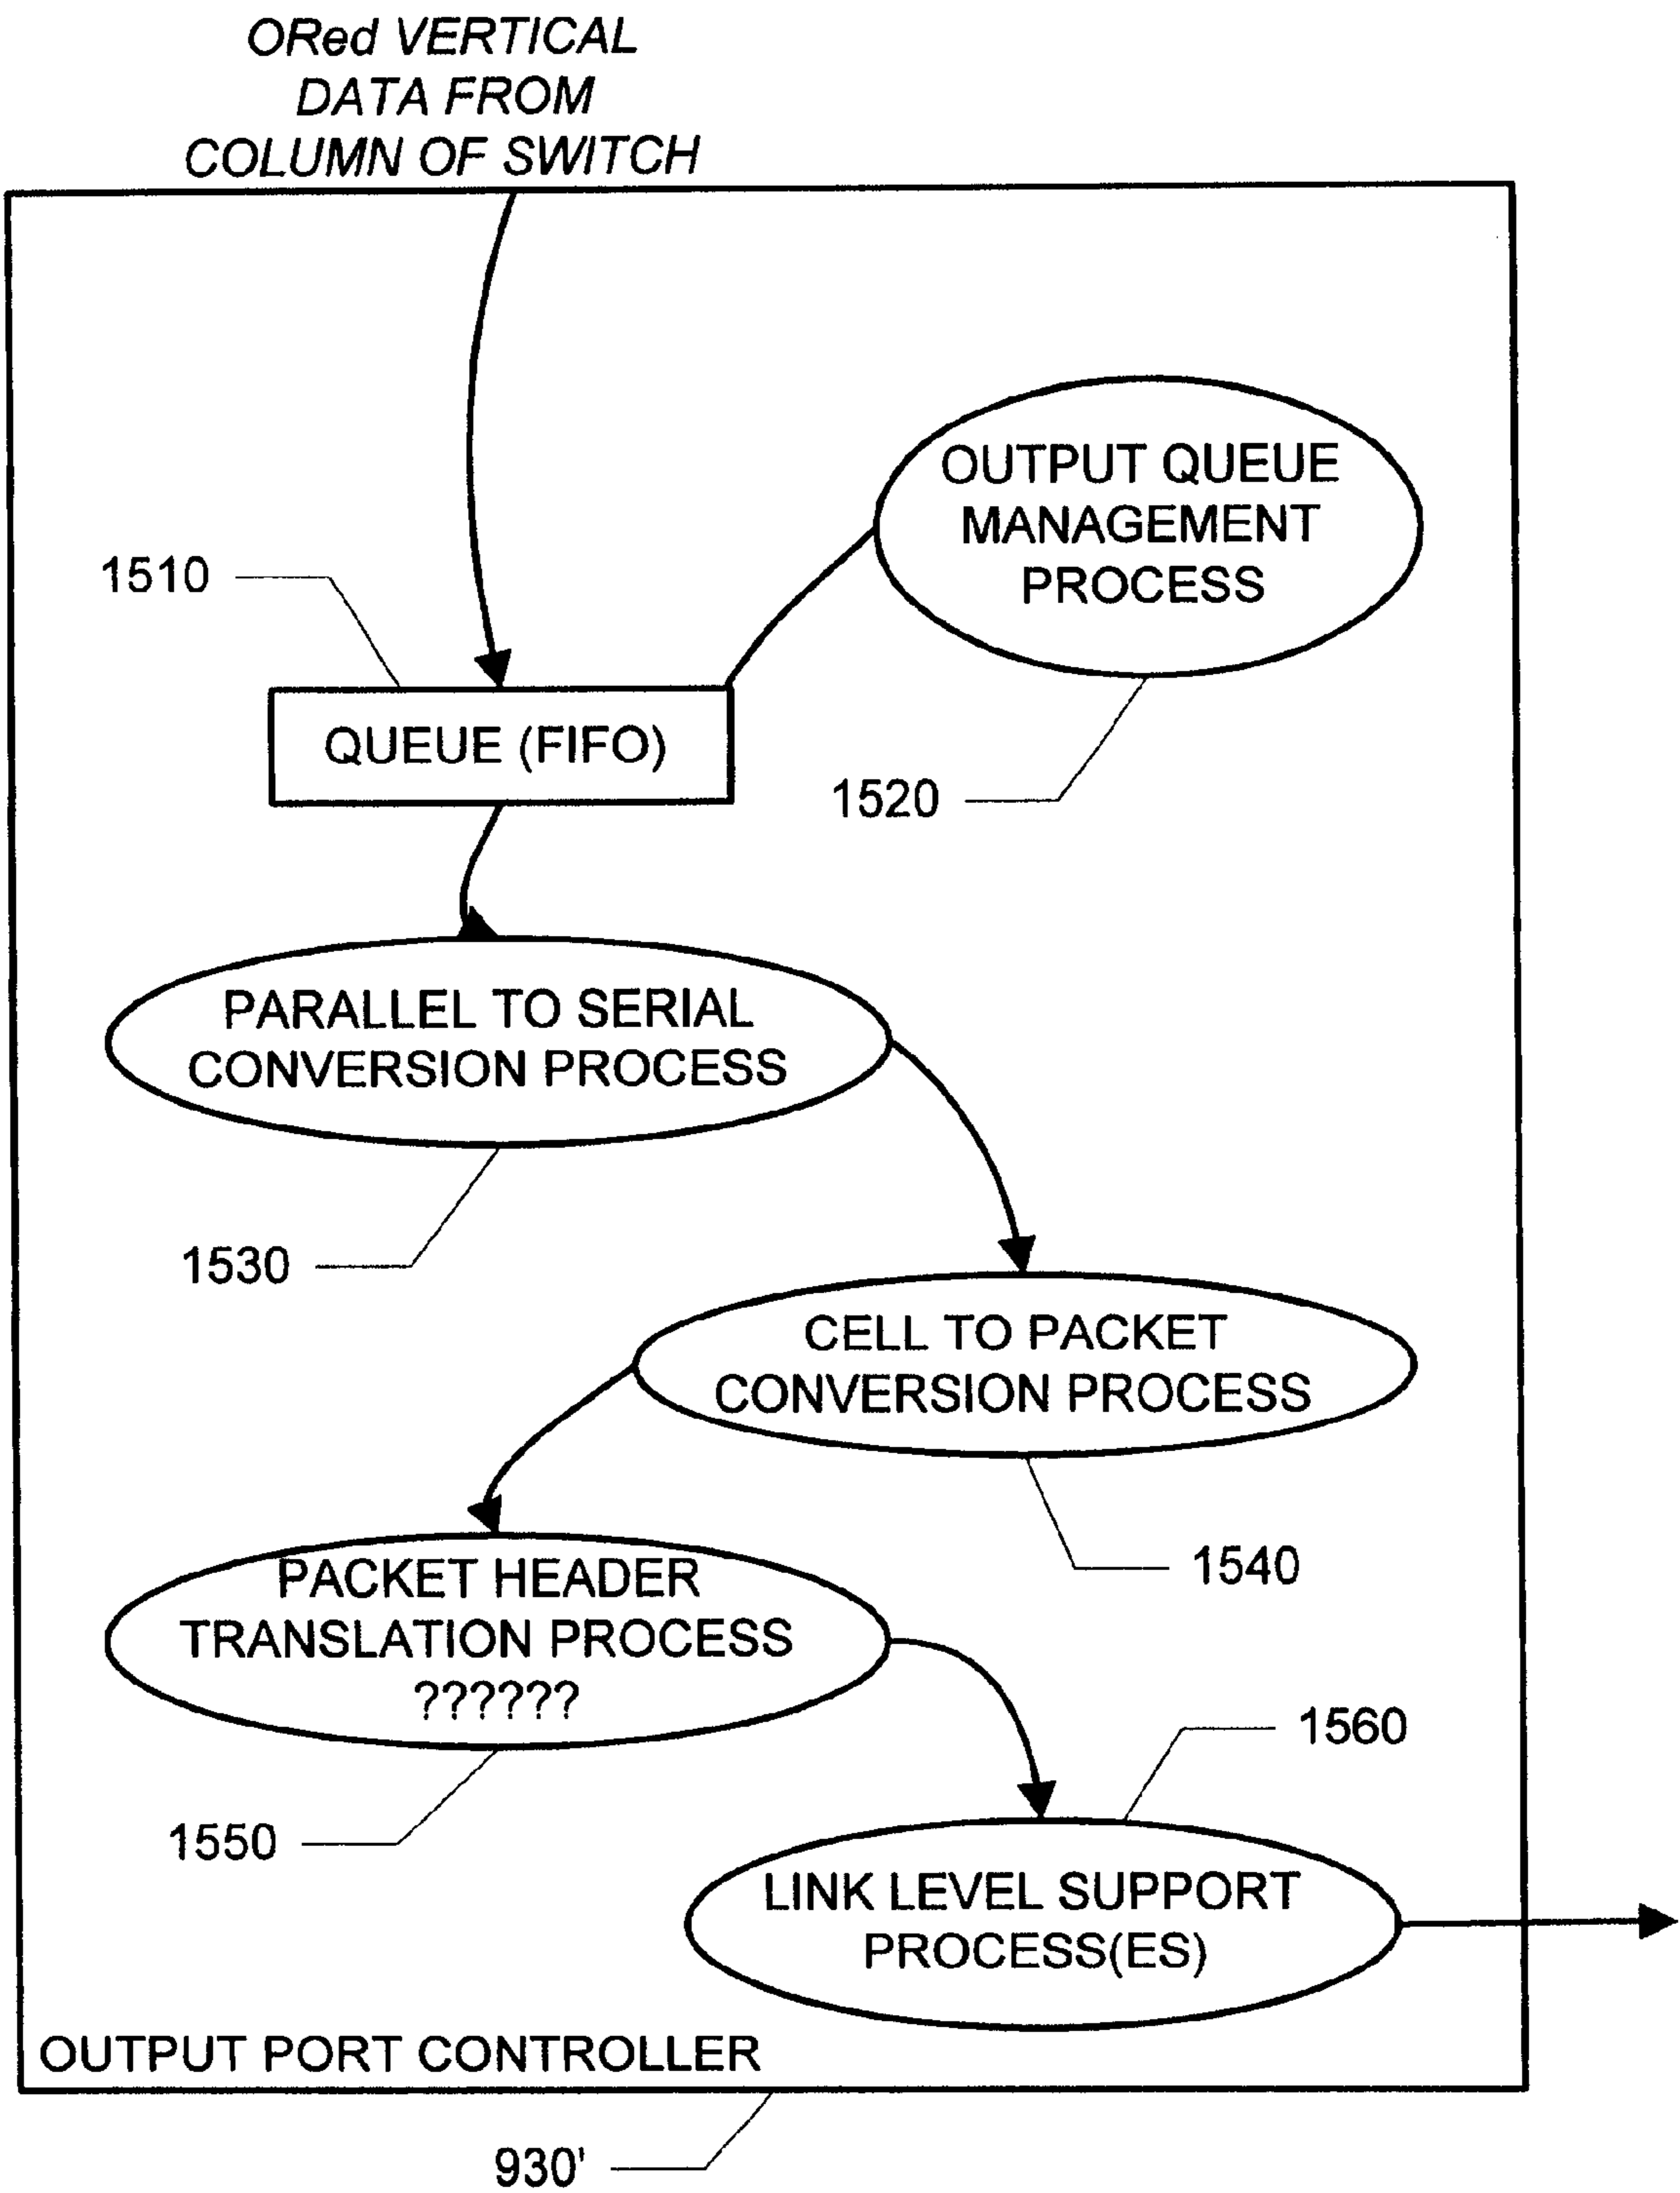 ORed VERTICAL
DATA FROM
COLUMN OF SWITCH
OUTPUT QUEUE
MANAGEMENT
PROCESS
1510
QUEUE (FIFO)
1520
PARALLEL TO SERIAL
CONVERSION PROCESS
1530
CELL TO PACKET
CONVERSION PROCESS
1540
PACKET HEADER
TRANSLATION PROCESS
??????
1560
1550
LINK LEVEL SUPPORT
PROCESS(ES)
OUTPUT PORT CONTROLLER
930'